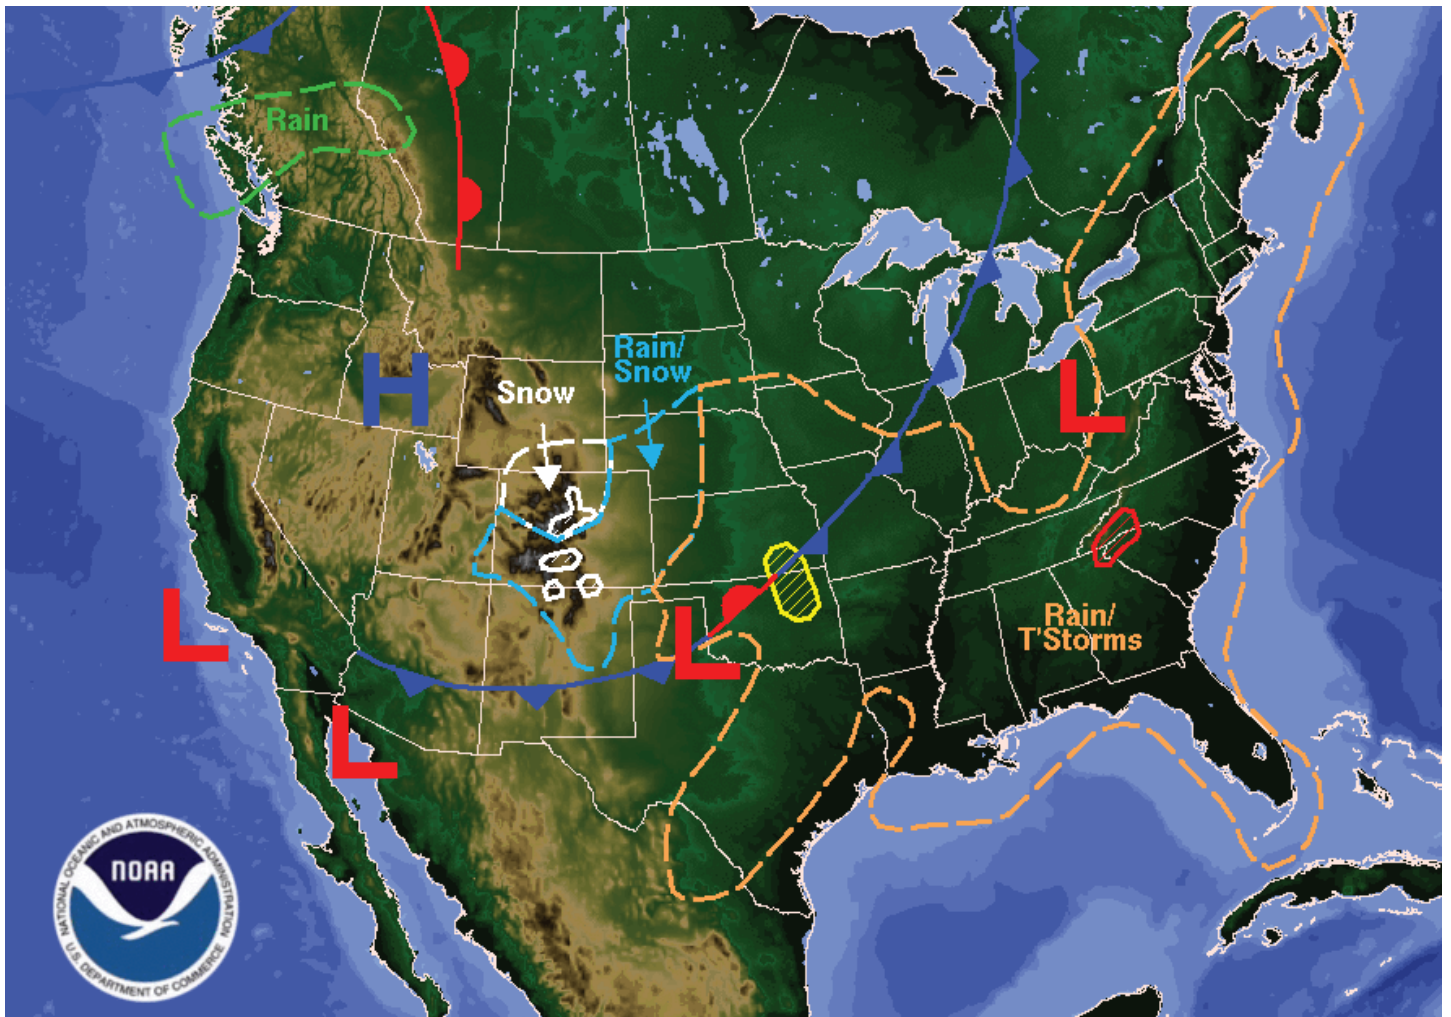 Rain
Rain/
Snow
Snow
H
L
Rain/
T'Storms
L
L
L
NATIONAL OCEANIC AND ATMOSPHERIC ADMINISTRATION
NOAA
U.S. DEPARTMENT OF COMMERCE